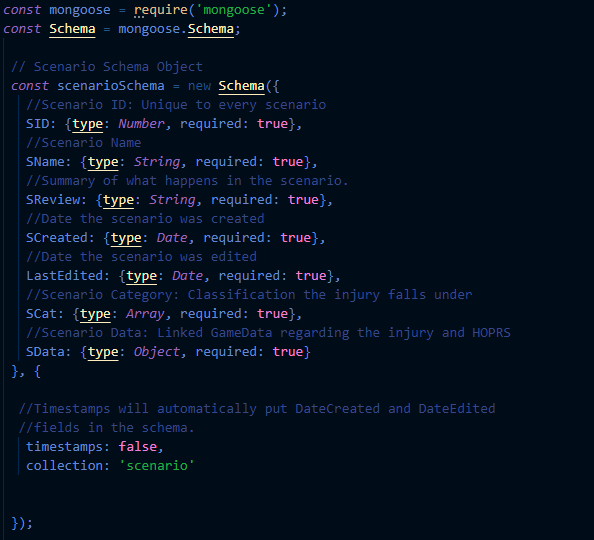 const mongoose = require('mongoose');
const Schema = mongoose.Schema;
// Scenario Schema Object
const scenarioSchema = new Schema({
//Scenario ID: Unique to every scenario
SID: {type: Number, required: true},
//Scenario Name
SName: {type: String, required: true},
//Summary of what happens in the scenario.
SReview: {type: String, required: true},
//Date the scenario was created
SCreated: {type: Date, required: true},
//Date the scenario was edited
LastEdited: {type: Date, required: true},
//Scenario Category: Classification the injury falls under
SCat: {type: Array, required: true},
//Scenario Data: Linked GameData regarding the injury and HOPRS
SData: {type: Object, required: true}
}, {
//Timestamps will automatically put DateCreated and DateEdited
//fields in the schema.
timestamps: false,
collection: 'scenario'
});